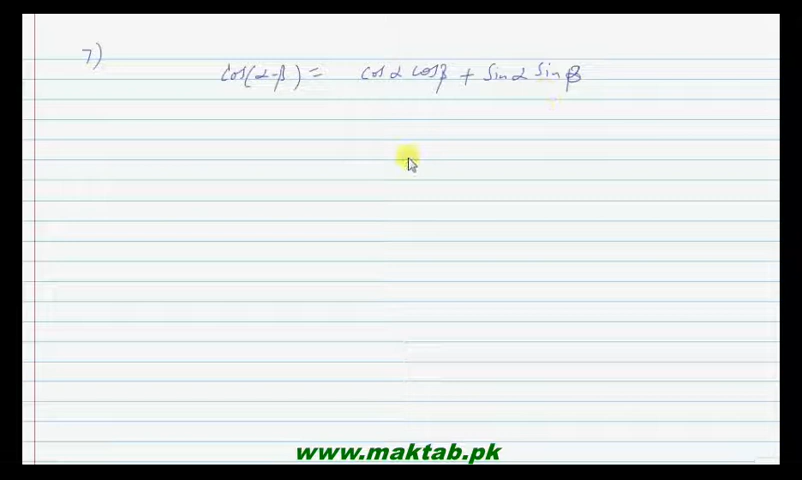 7)
Cos(α-β) = Cosα Cosβ + Sinα Sinβ
www.maktab.pk